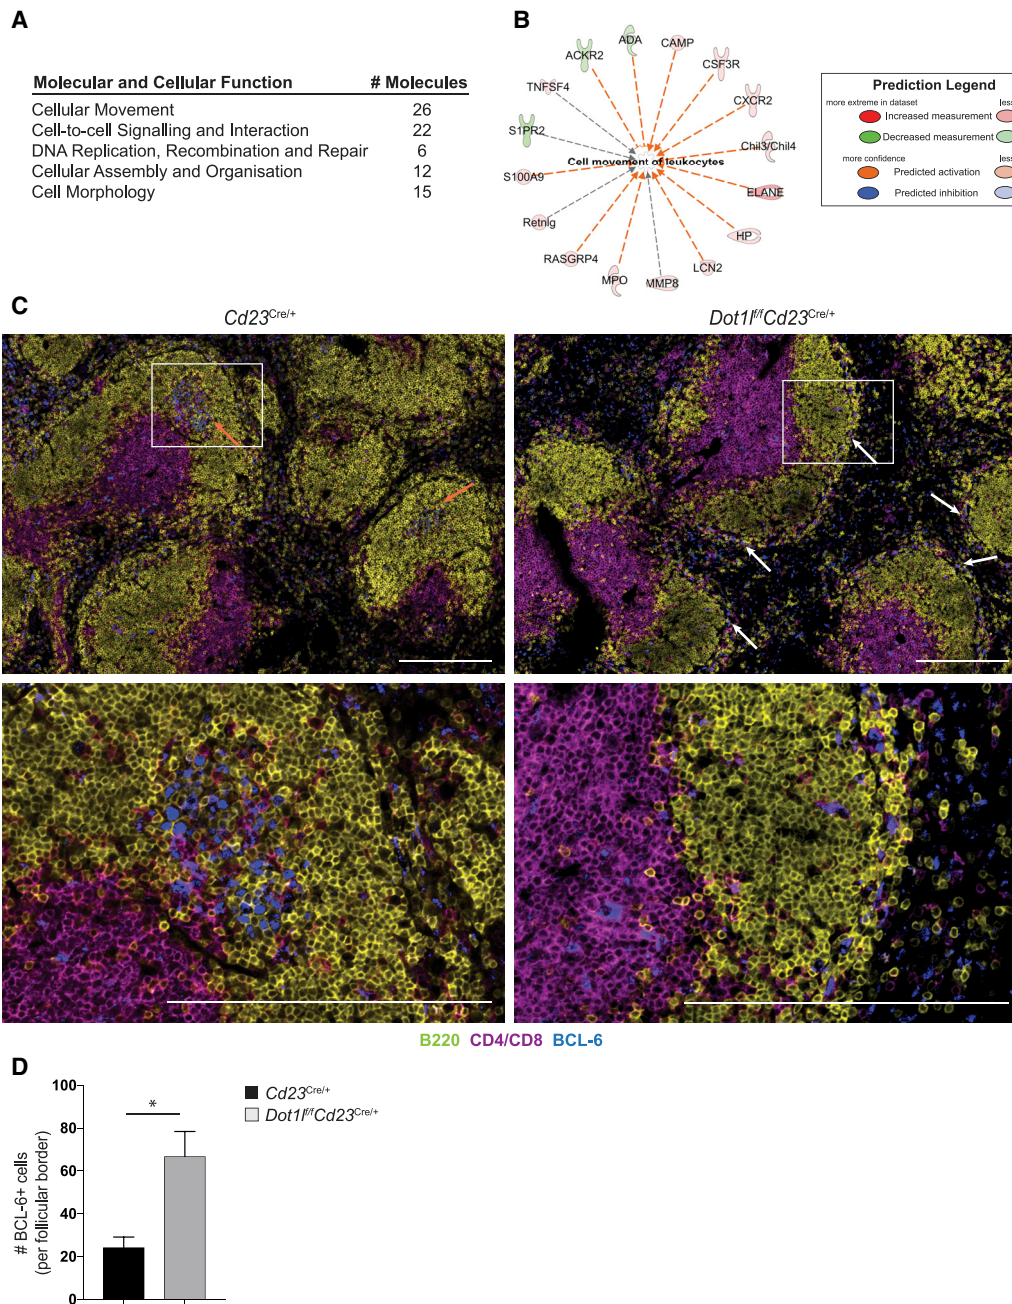 A
Molecular and Cellular Function # Molecules
Cellular Movement 26
Cell-to-cell Signalling and Interaction 22
DNA Replication, Recombination and Repair 6
Cellular Assembly and Organisation 12
Cell Morphology 15
B
ADA
CAMP
ACKR2
CSF3R
TNFSF4
CXCR2
S1PR2
Chil3/Chil4
Cell movement of leukocytes
S100A9
ELANE
Retnlg
HP
RASGRP4
LCN2
MPO
MMP8
Prediction Legend
more extreme in dataset less
Increased measurement
Decreased measurement
more confidence less
Predicted activation
Predicted inhibition
C
Cd23Cre/+
Dot1lf/fCd23Cre/+
B220 CD4/CD8 BCL-6
D
# BCL-6+ cells
(per follicular border)
100
80
60
40
20
0
*
Cd23Cre/+
Dot1lf/fCd23Cre/+